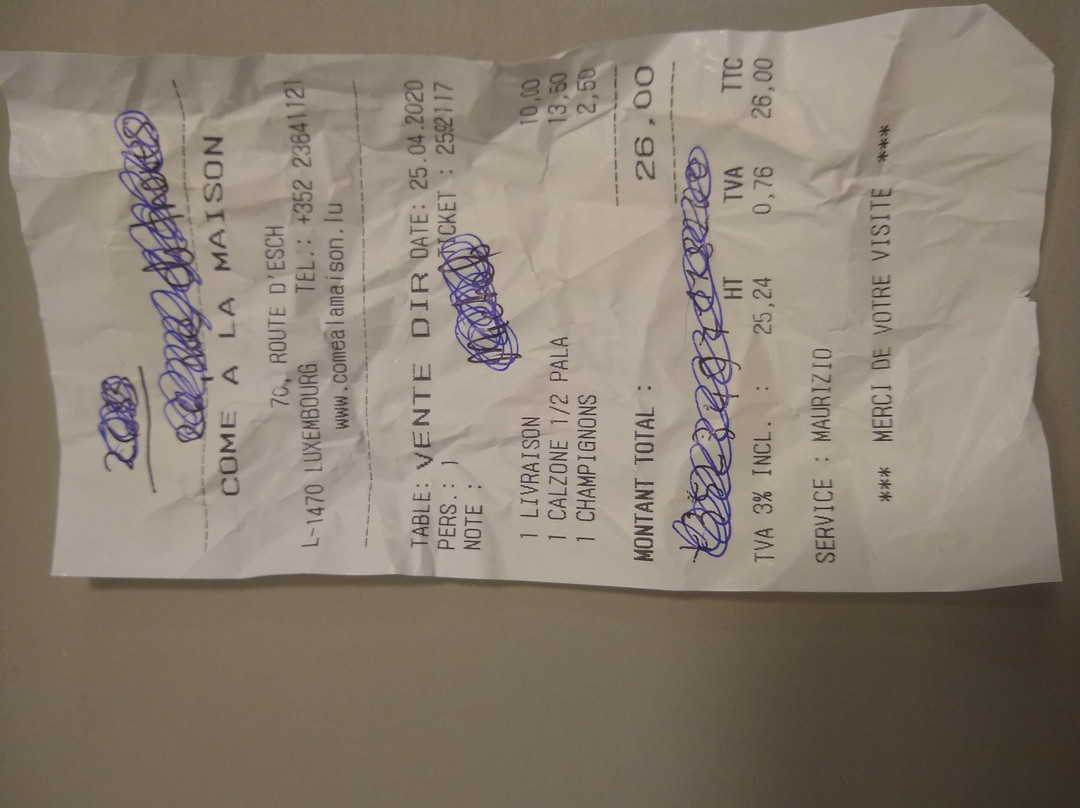 COME A LA MAISON
70, ROUTE D'ESCH
L-1470 LUXEMBOURG TEL.: +352 23641121
www.comealamaison.lu
TABLE: VENTE DIR DATE: 25.04.2020
PERS.: 1 TICKET : 2592117
NOTE :
1 LIVRAISON 10,00
1 CALZONE 1/2 PALA 13,50
1 CHAMPIGNONS 2,50
MONTANT TOTAL : 26,00
HT TVA TTC
TVA 3% INCL. : 25,24 0,76 26,00
SERVICE : MAURIZIO
*** MERCI DE VOTRE VISITE ***